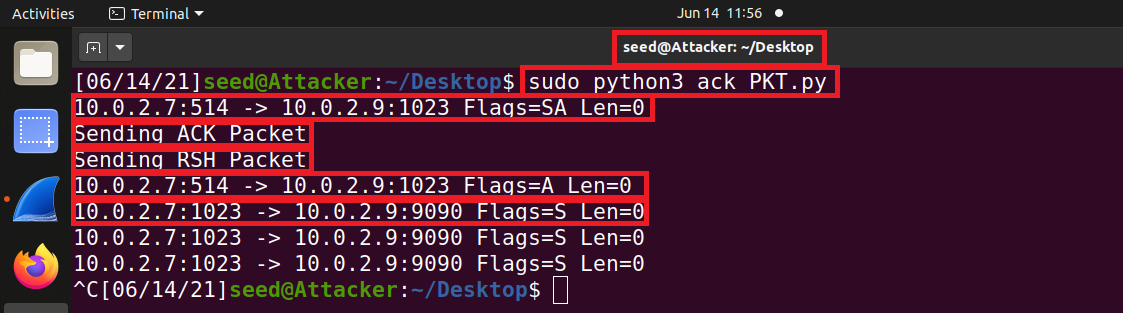 Activities Terminal Jun 14 11:56
seed@Attacker: ~/Desktop
[06/14/21]seed@Attacker:~/Desktop$ sudo python3 ack PKT.py
10.0.2.7:514 -> 10.0.2.9:1023 Flags=SA Len=0
Sending ACK Packet
Sending RSH Packet
10.0.2.7:514 -> 10.0.2.9:1023 Flags=A Len=0
10.0.2.7:1023 -> 10.0.2.9:9090 Flags=S Len=0
10.0.2.7:1023 -> 10.0.2.9:9090 Flags=S Len=0
10.0.2.7:1023 -> 10.0.2.9:9090 Flags=S Len=0
^C[06/14/21]seed@Attacker:~/Desktop$